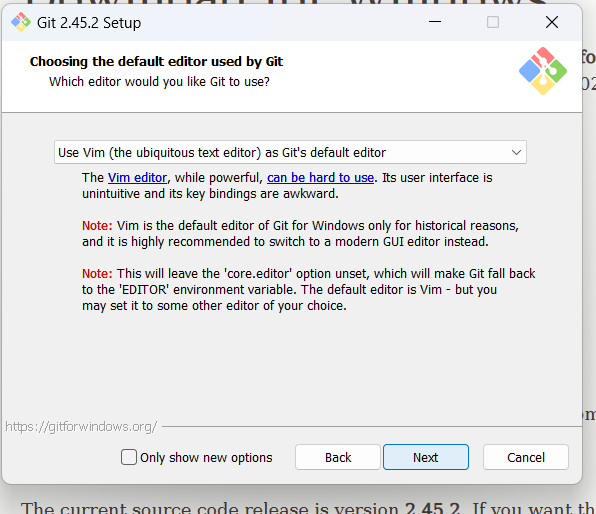 Git 2.45.2 Setup
Choosing the default editor used by Git
Which editor would you like Git to use?
Use Vim (the ubiquitous text editor) as Git's default editor
The Vim editor, while powerful, can be hard to use. Its user interface is
unintuitive and its key bindings are awkward.
Note: Vim is the default editor of Git for Windows only for historical reasons,
and it is highly recommended to switch to a modern GUI editor instead.
Note: This will leave the 'core.editor' option unset, which will make Git fall back
to the 'EDITOR' environment variable. The default editor is Vim - but you
may set it to some other editor of your choice.
https://gitforwindows.org/
Only show new options
Back
Next
Cancel
The current source code release is version 2.45.2. If you want th